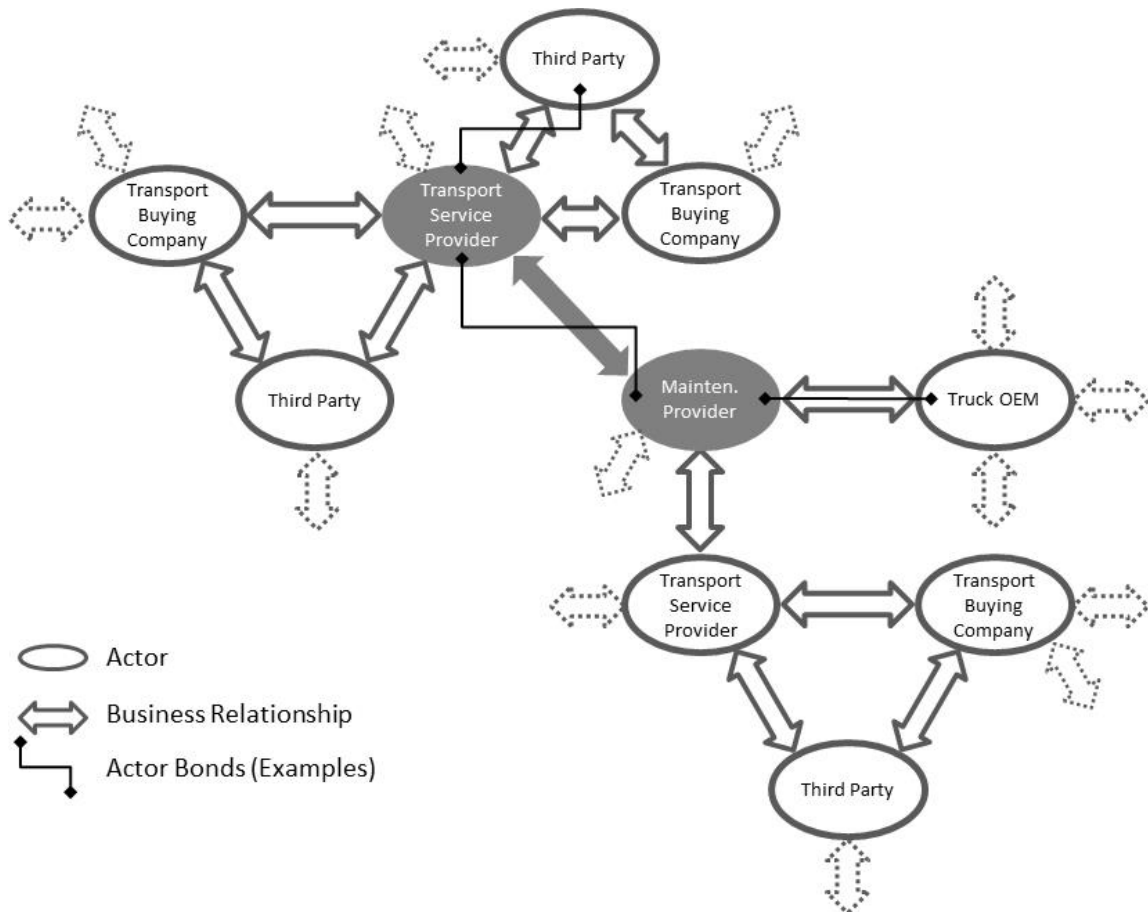 Third Party
Transport
Buying
Company
Transport
Service
Provider
Transport
Buying
Company
Third Party
Mainten.
Provider
Truck OEM
Transport
Service
Provider
Transport
Buying
Company
Third Party
Actor
Business Relationship
Actor Bonds (Examples)